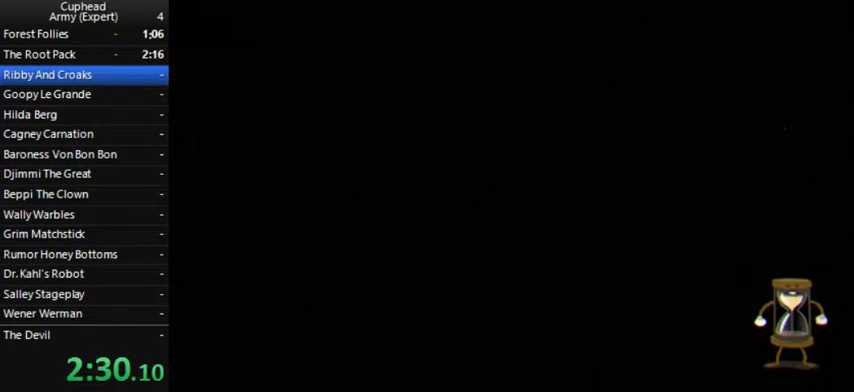 Cuphead
Army (Expert) 4
Forest Follies - 1:06
The Root Pack - 2:16
Ribby And Croaks -
Goopy Le Grande -
Hilda Berg -
Cagney Carnation -
Baroness Von Bon Bon -
Djimmi The Great -
Beppi The Clown -
Wally Warbles -
Grim Matchstick -
Rumor Honey Bottoms -
Dr. Kahl's Robot -
Salley Stageplay -
Wener Werman -
The Devil -
2:30.10